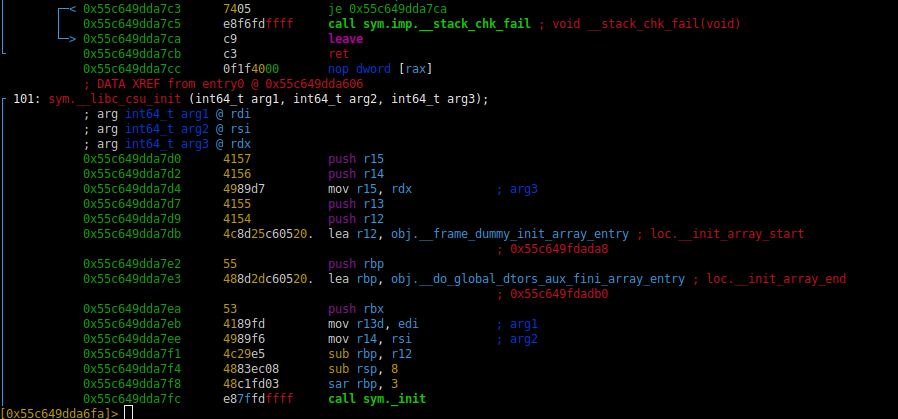 0x55c649dda7c3 7405 je 0x55c649dda7ca
0x55c649dda7c5 e8f6fdffff call sym.imp.__stack_chk_fail ; void __stack_chk_fail(void)
0x55c649dda7ca c9 leave
0x55c649dda7cb c3 ret
0x55c649dda7cc 0f1f4000 nop dword [rax]
; DATA XREF from entry0 @ 0x55c649dda606
101: sym.__libc_csu_init (int64_t arg1, int64_t arg2, int64_t arg3);
; arg int64_t arg1 @ rdi
; arg int64_t arg2 @ rsi
; arg int64_t arg3 @ rdx
0x55c649dda7d0 4157 push r15
0x55c649dda7d2 4156 push r14
0x55c649dda7d4 4989d7 mov r15, rdx ; arg3
0x55c649dda7d7 4155 push r13
0x55c649dda7d9 4154 push r12
0x55c649dda7db 4c8d25c60520. lea r12, obj.__frame_dummy_init_array_entry ; loc.__init_array_start
; 0x55c649fdada8
0x55c649dda7e2 55 push rbp
0x55c649dda7e3 488d2dc60520. lea rbp, obj.__do_global_dtors_aux_fini_array_entry ; loc.__init_array_end
; 0x55c649fdadb0
0x55c649dda7ea 53 push rbx
0x55c649dda7eb 4189fd mov r13d, edi ; arg1
0x55c649dda7ee 4989f6 mov r14, rsi ; arg2
0x55c649dda7f1 4c29e5 sub rbp, r12
0x55c649dda7f4 4883ec08 sub rsp, 8
0x55c649dda7f8 48c1fd03 sar rbp, 3
0x55c649dda7fc e87ffdffff call sym._init
[0x55c649dda6fa]>